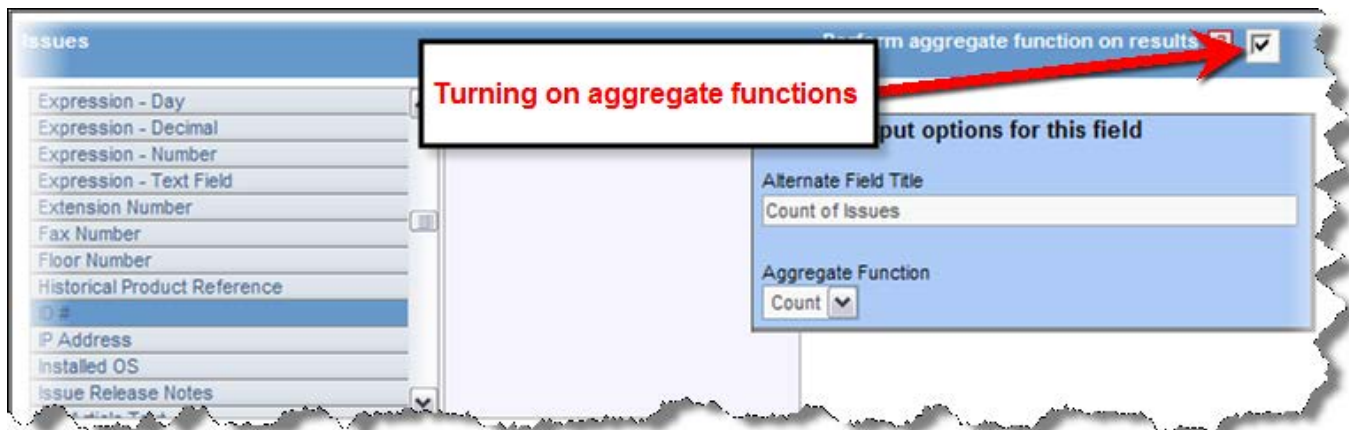 Issues
Perform aggregate function on results
Turning on aggregate functions
Expression - Day
Expression - Decimal
Expression - Number
Expression - Text Field
Extension Number
Fax Number
Floor Number
Historical Product Reference
ID #
IP Address
Installed OS
Issue Release Notes
put options for this field
Alternate Field Title
Count of Issues
Aggregate Function
Count